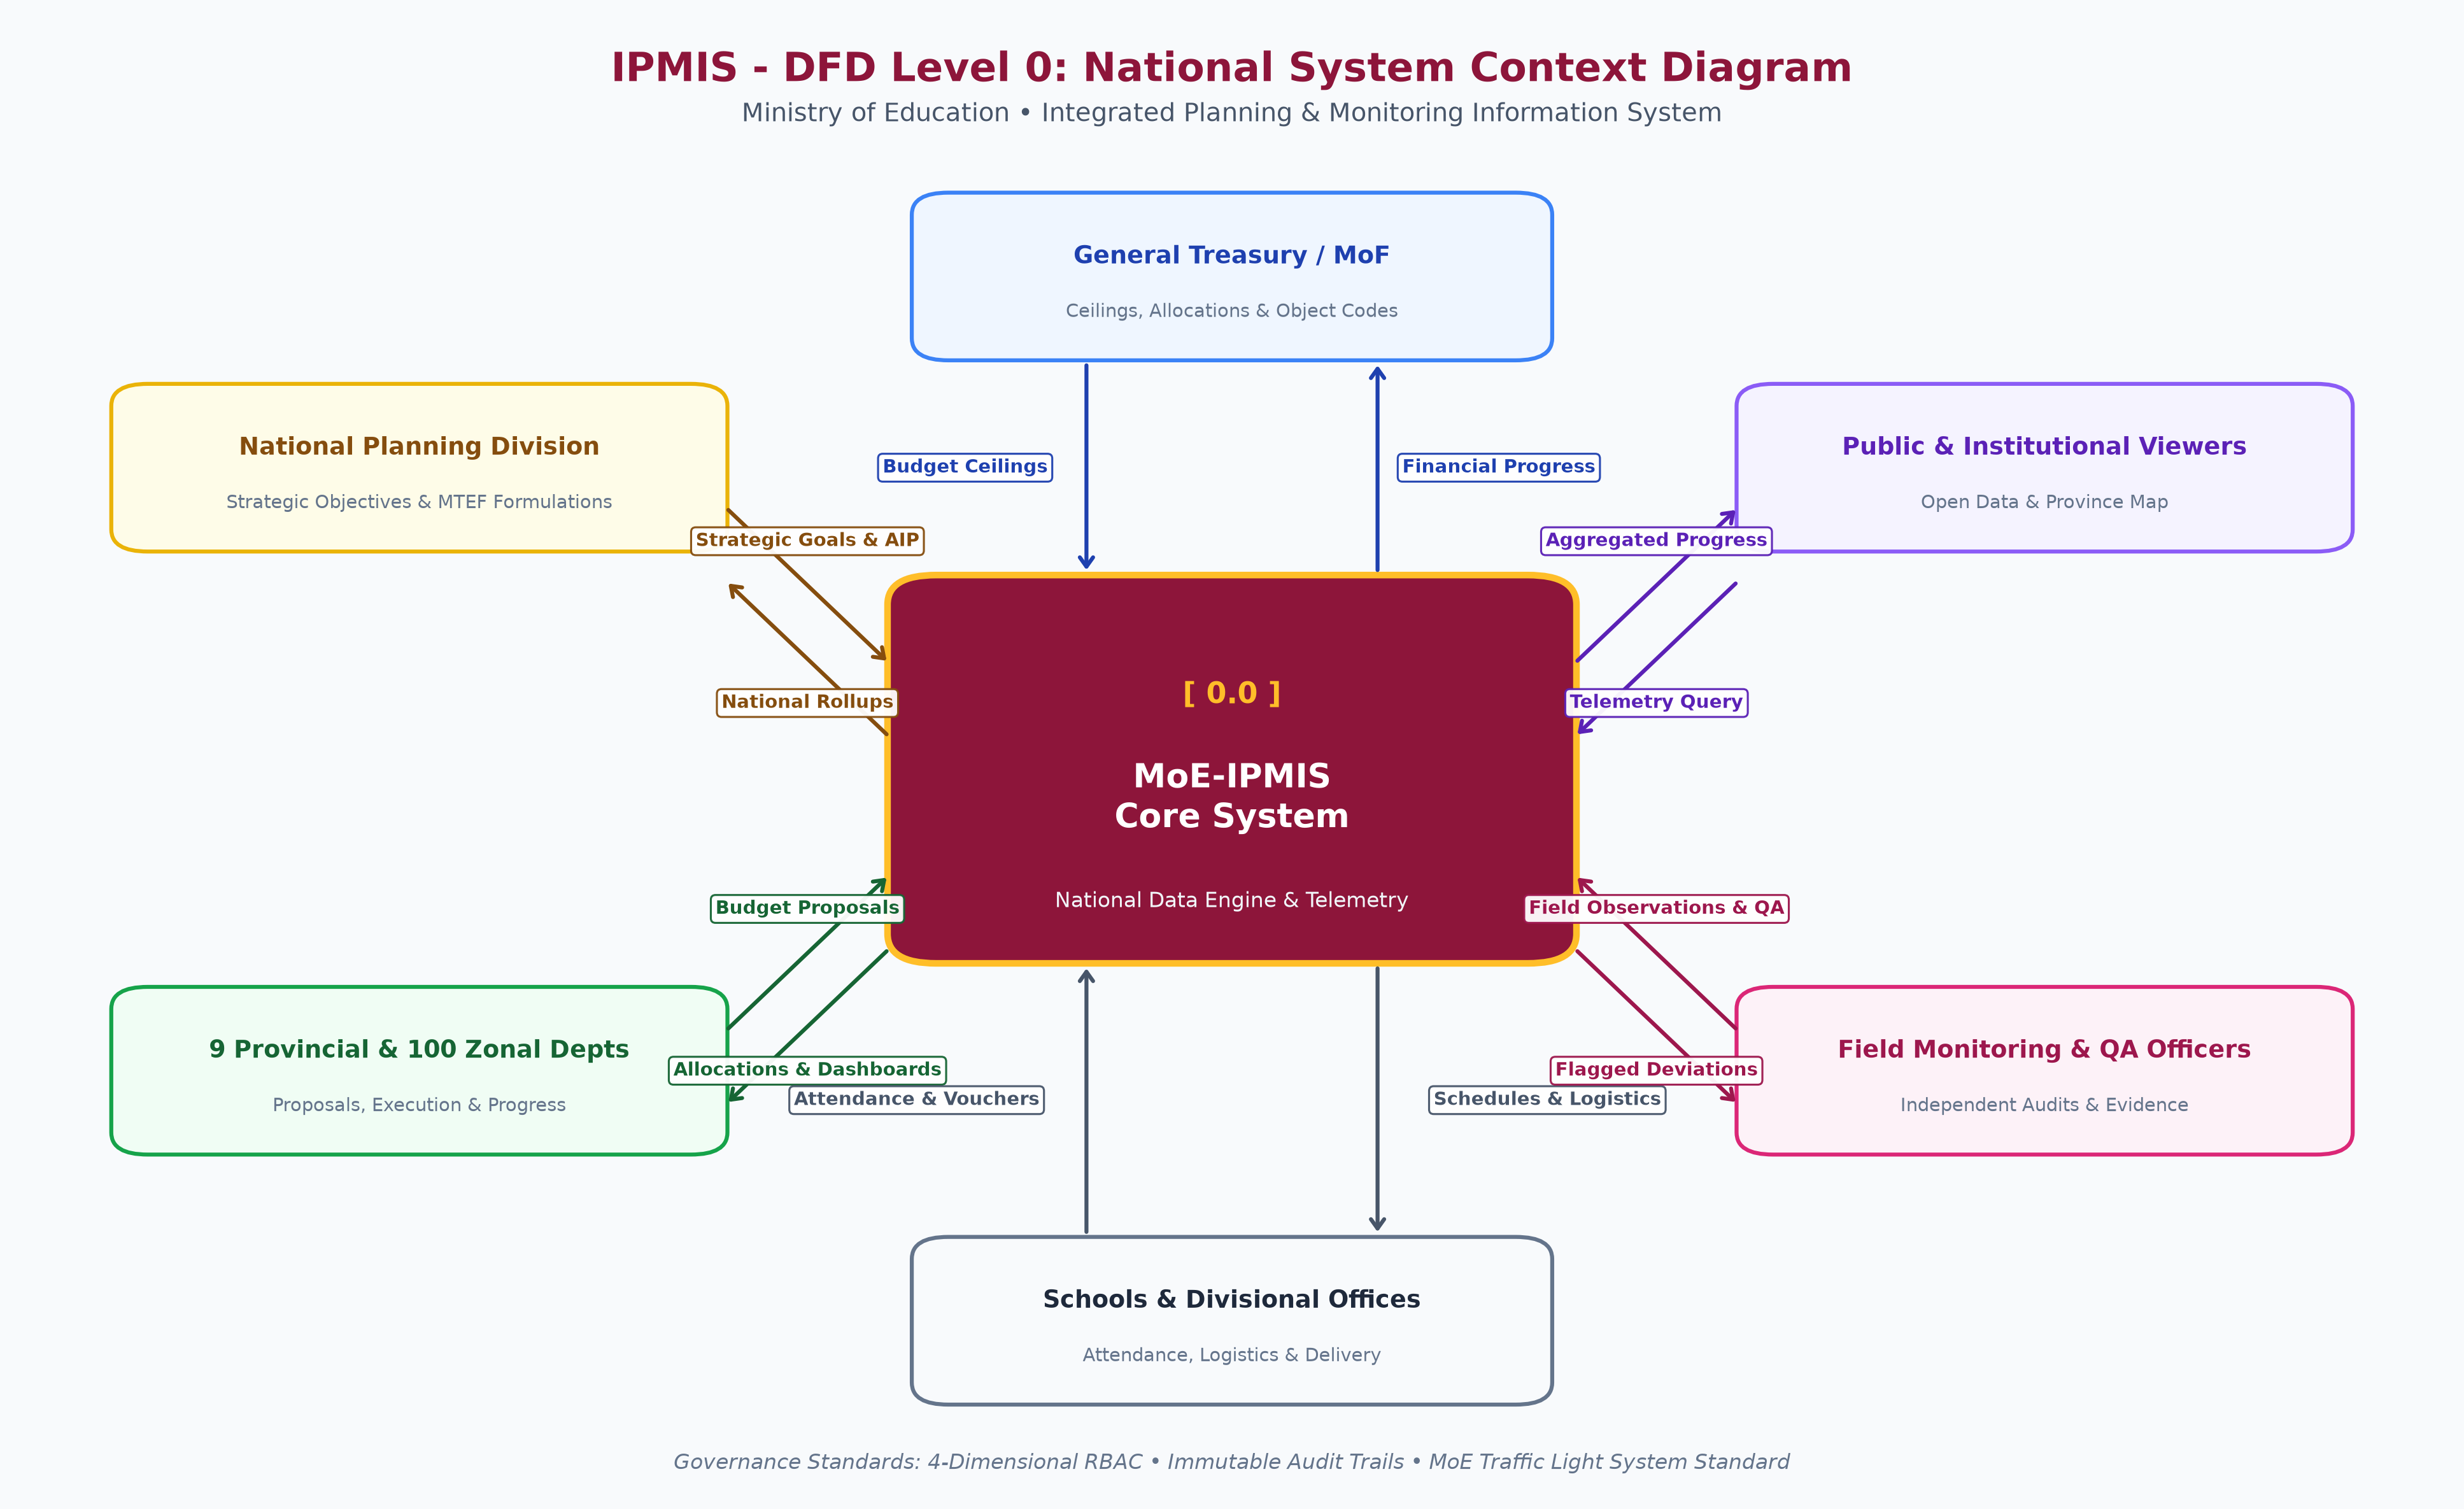 IPMIS - DFD Level 0: National System Context Diagram
Ministry of Education • Integrated Planning & Monitoring Information System
General Treasury / MoF
Ceilings, Allocations & Object Codes
National Planning Division
Strategic Objectives & MTEF Formulations
Public & Institutional Viewers
Open Data & Province Map
Budget Ceilings
Financial Progress
Strategic Goals & AIP
Aggregated Progress
National Rollups
Telemetry Query
[ 0.0 ]
MoE-IPMIS
Core System
National Data Engine & Telemetry
Budget Proposals
Field Observations & QA
9 Provincial & 100 Zonal Depts
Proposals, Execution & Progress
Allocations & Dashboards
Attendance & Vouchers
Flagged Deviations
Schedules & Logistics
Field Monitoring & QA Officers
Independent Audits & Evidence
Schools & Divisional Offices
Attendance, Logistics & Delivery
Governance Standards: 4-Dimensional RBAC • Immutable Audit Trails • MoE Traffic Light System Standard